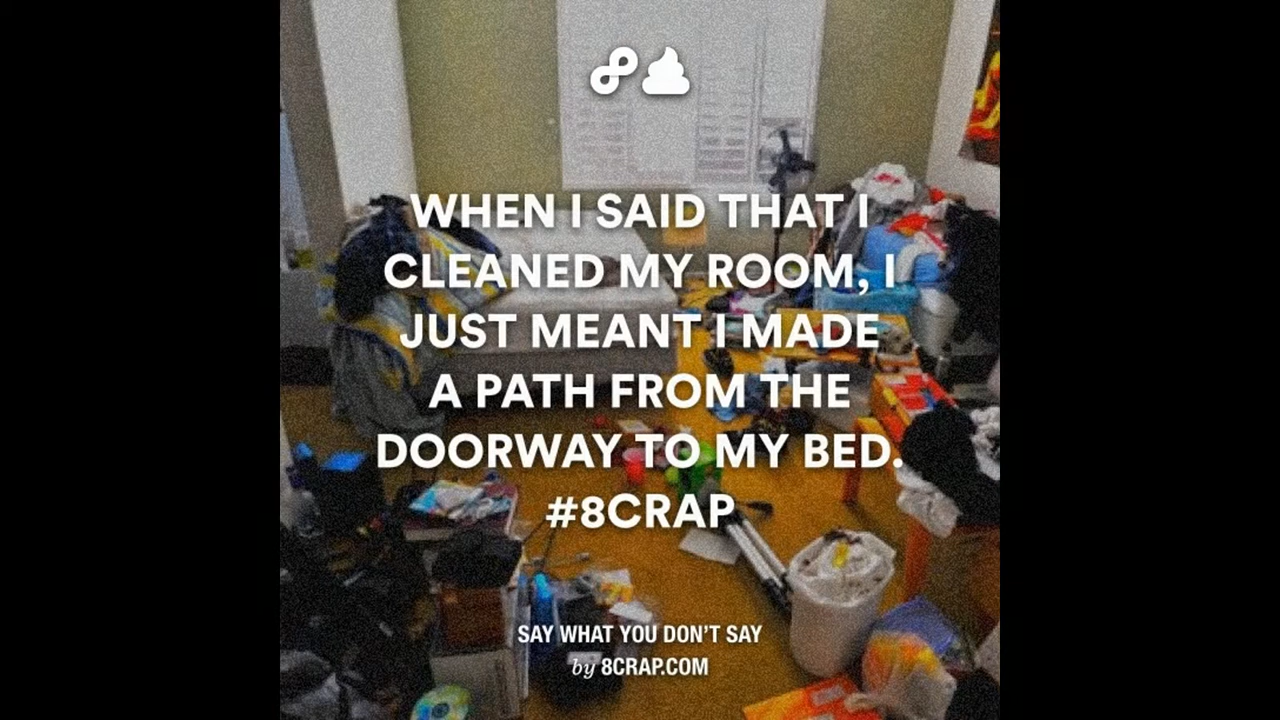 WHEN I SAID THAT I
CLEANED MY ROOM, I
JUST MEANT I MADE
A PATH FROM THE
DOORWAY TO MY BED.
#8CRAP
SAY WHAT YOU DON'T SAY
by 8CRAP.COM